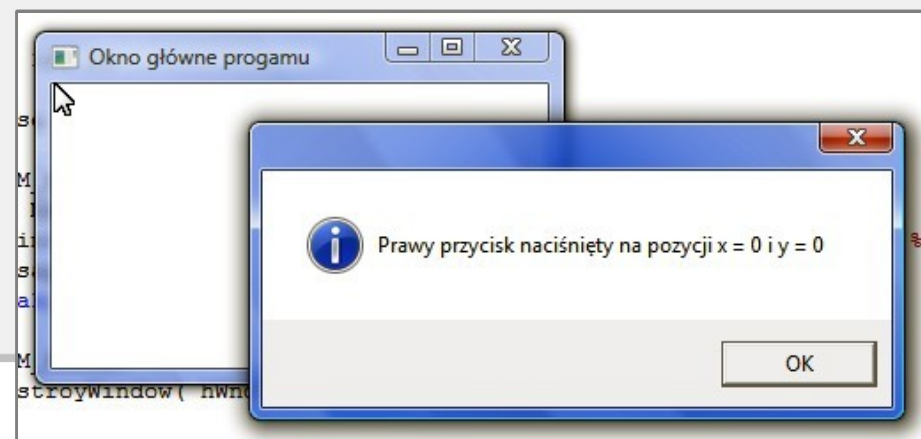 Okno główne progamu
Prawy przycisk naciśnięty na pozycji x = 0 i y = 0
OK
%
stroyWindow( hWnd